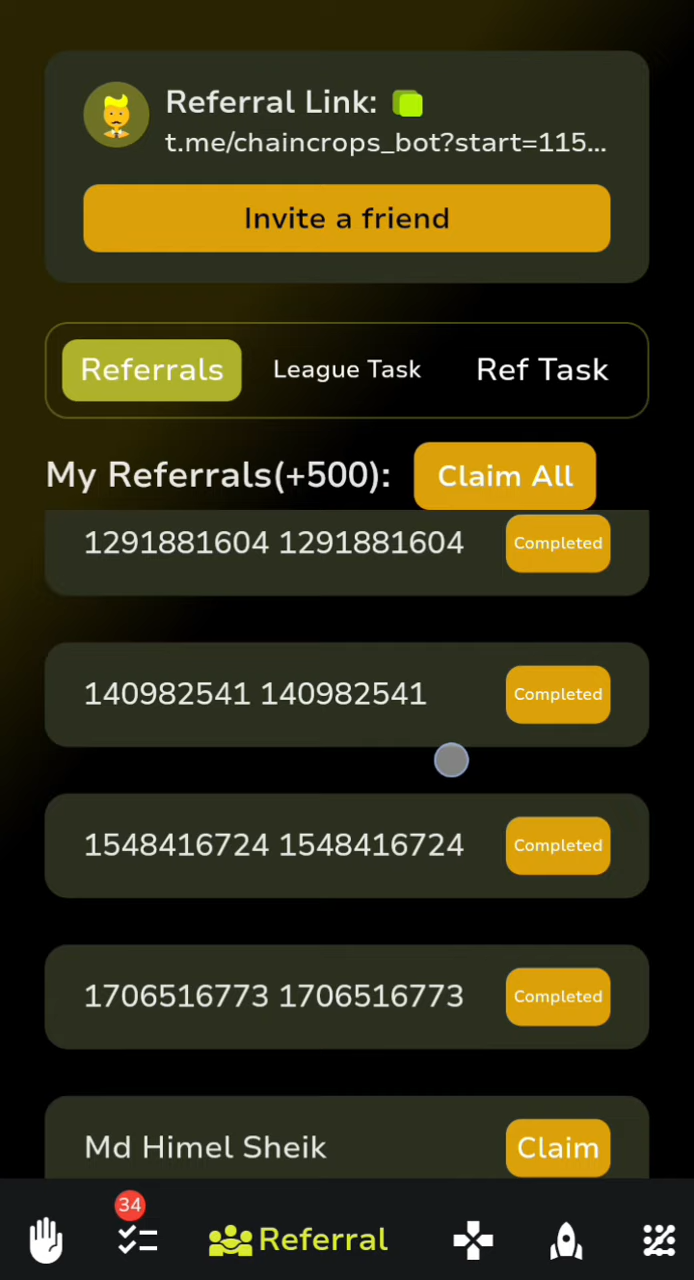 Referral Link:
t.me/chaincrops_bot?start=115...
Invite a friend
Referrals League Task Ref Task
My Referrals(+500): Claim All
1291881604 1291881604 Completed
140982541 140982541 Completed
1548416724 1548416724 Completed
1706516773 1706516773 Completed
Md Himel Sheik Claim
34
Referral